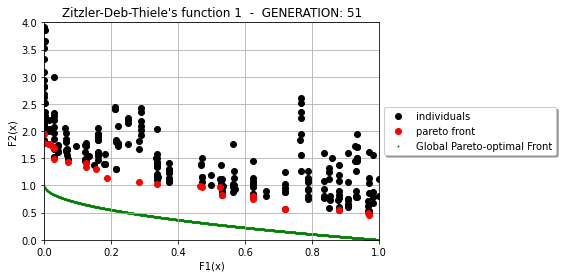 Zitzler-Deb-Thiele's function 1 - GENERATION: 51
4.0
3.5
3.0
2.5
2.0
1.5
1.0
0.5
0.0
F2(x)
0.0 0.2 0.4 0.6 0.8 1.0
F1(x)
individuals
pareto front
Global Pareto-optimal Front